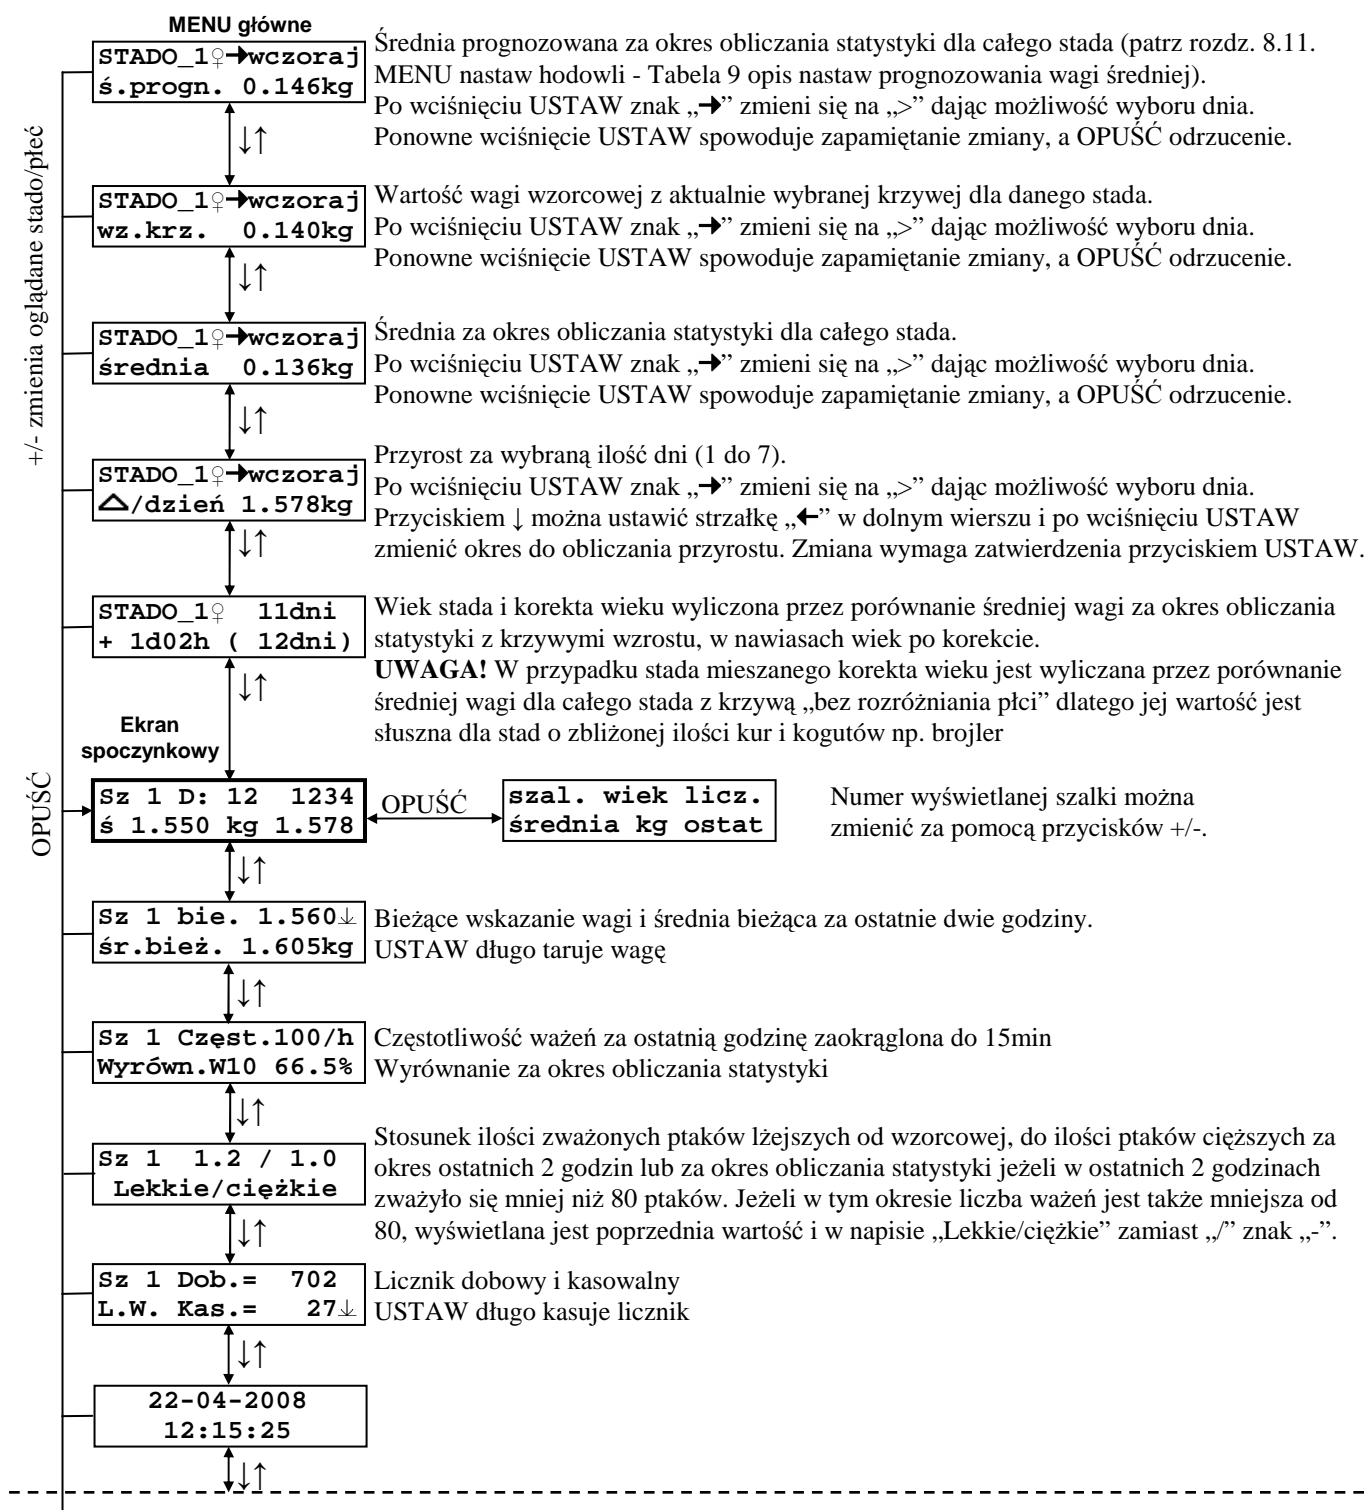 MENU główne
STADO_1♀→wczoraj
ś.progn. 0.146kg
Średnia prognozowana za okres obliczania statystyki dla całego stada (patrz rozdz. 8.11.
MENU nastaw hodowli - Tabela 9 opis nastaw prognozowania wagi średniej).
Po wciśnięciu USTAW znak „→” zmieni się na „>” dając możliwość wyboru dnia.
Ponowne wciśnięcie USTAW spowoduje zapamiętanie zmiany, a OPUŚĆ odrzucenie.
↓↑
+/- zmienia oglądane stado/płeć
STADO_1♀→wczoraj
wz.krz. 0.140kg
Wartość wagi wzorcowej z aktualnie wybranej krzywej dla danego stada.
Po wciśnięciu USTAW znak „→” zmieni się na „>” dając możliwość wyboru dnia.
Ponowne wciśnięcie USTAW spowoduje zapamiętanie zmiany, a OPUŚĆ odrzucenie.
↓↑
STADO_1♀→wczoraj
średnia 0.136kg
Średnia za okres obliczania statystyki dla całego stada.
Po wciśnięciu USTAW znak „→” zmieni się na „>” dając możliwość wyboru dnia.
Ponowne wciśnięcie USTAW spowoduje zapamiętanie zmiany, a OPUŚĆ odrzucenie.
↓↑
STADO_1♀→wczoraj
△/dzień 1.578kg
Przyrost za wybraną ilość dni (1 do 7).
Po wciśnięciu USTAW znak „→” zmieni się na „>” dając możliwość wyboru dnia.
Przyciskiem ↓ można ustawić strzałkę „←” w dolnym wierszu i po wciśnięciu USTAW
zmienić okres do obliczania przyrostu. Zmiana wymaga zatwierdzenia przyciskiem USTAW.
↓↑
STADO_1♀ 11dni
+ 1d02h ( 12dni)
Wiek stada i korekta wieku wyliczona przez porównanie średniej wagi za okres obliczania
statystyki z krzywymi wzrostu, w nawiasach wiek po korekcie.
UWAGA! W przypadku stada mieszanego korekta wieku jest wyliczana przez porównanie
średniej wagi dla całego stada z krzywą „bez rozróżniania płci” dlatego jej wartość jest
słuszna dla stad o zbliżonej ilości kur i kogutów np. brojler
↓↑
Ekran
spoczynkowy
OPUŚĆ
Sz 1 D: 12 1234
ś 1.550 kg 1.578
OPUŚĆ
szal. wiek licz.
średnia kg ostat
Numer wyświetlanej szalki można
zmienić za pomocą przycisków +/-.
↓↑
Sz 1 bie. 1.560↓
śr.bież. 1.605kg
Bieżące wskazanie wagi i średnia bieżąca za ostatnie dwie godziny.
USTAW długo taruje wagę
↓↑
Sz 1 Częst.100/h
Wyrówn.W10 66.5%
Częstotliwość ważeń za ostatnią godzinę zaokrąglona do 15min
Wyrównanie za okres obliczania statystyki
↓↑
Sz 1 1.2 / 1.0
Lekkie/ciężkie
Stosunek ilości zważonych ptaków lżejszych od wzorcowej, do ilości ptaków cięższych za
okres ostatnich 2 godzin lub za okres obliczania statystyki jeżeli w ostatnich 2 godzinach
zważyło się mniej niż 80 ptaków. Jeżeli w tym okresie liczba ważeń jest także mniejsza od
80, wyświetlana jest poprzednia wartość i w napisie „Lekkie/ciężkie” zamiast „/” znak „-”.
↓↑
Sz 1 Dob.= 702
L.W. Kas.= 27↓
Licznik dobowy i kasowalny
USTAW długo kasuje licznik
↓↑
22-04-2008
12:15:25
↓↑